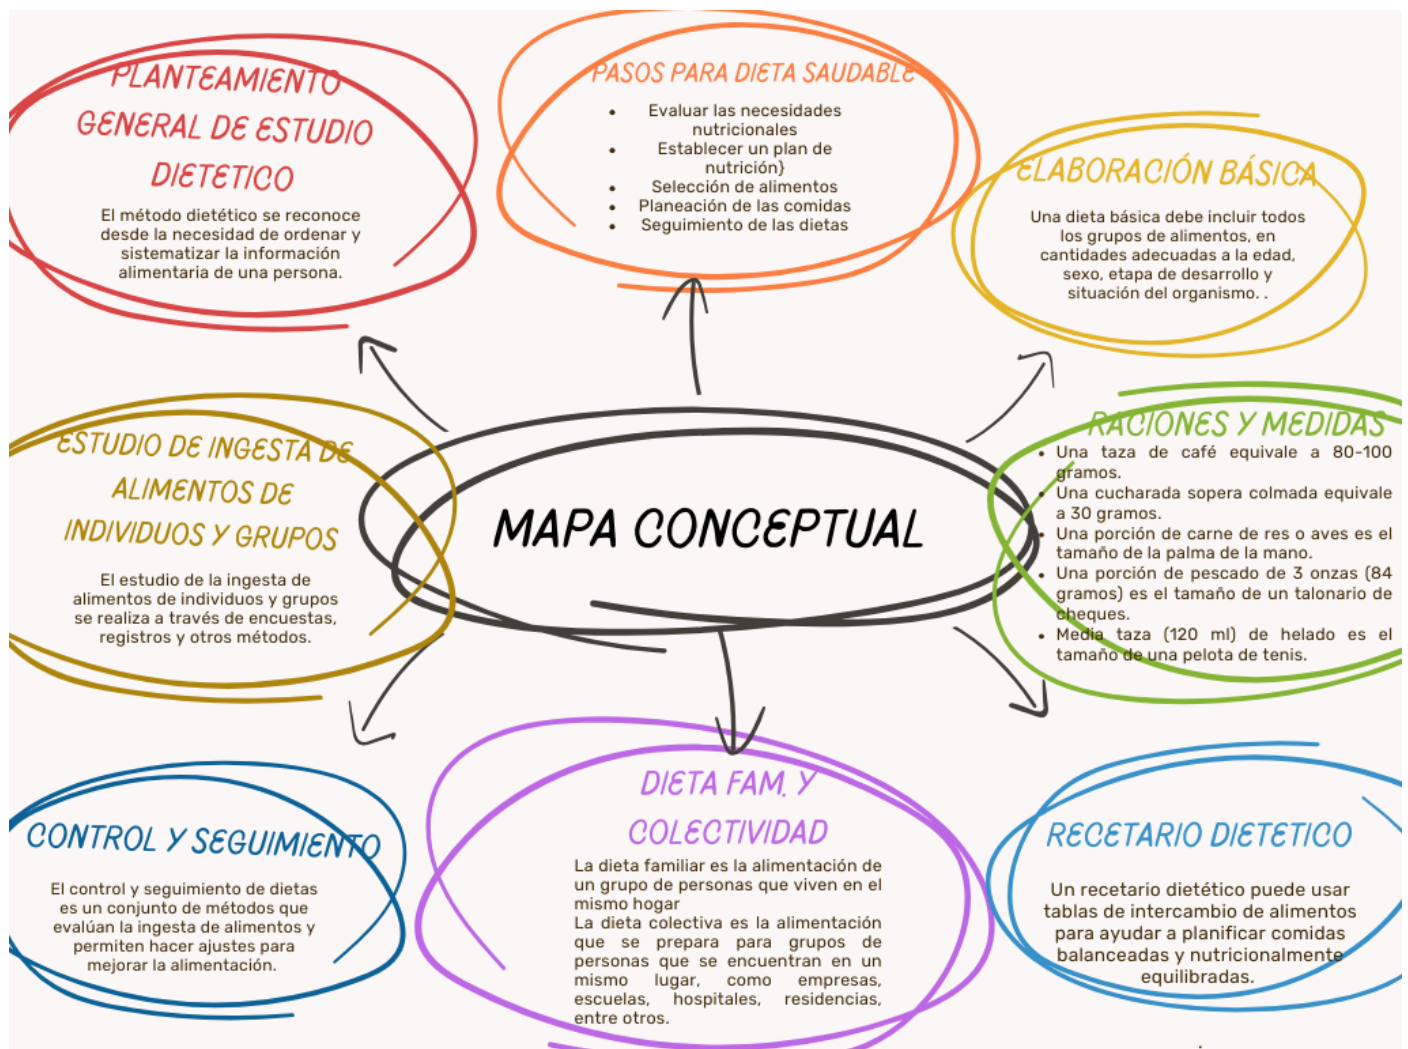 PLANTEAMIENTO
GENERAL DE ESTUDIO
DIETETICO
El método dietético se reconoce
desde la necesidad de ordenar y
sistematizar la información
alimentaria de una persona.
PASOS PARA DIETA SAUDABLE
• Evaluar las necesidades
nutricionales
• Establecer un plan de
nutrición}
• Selección de alimentos
• Planeación de las comidas
• Seguimiento de las dietas
ELABORACIÓN BÁSICA
Una dieta básica debe incluir todos
los grupos de alimentos, en
cantidades adecuadas a la edad,
sexo, etapa de desarrollo y
situación del organismo. .
ESTUDIO DE INGESTA DE
ALIMENTOS DE
INDIVIDUOS Y GRUPOS
El estudio de la ingesta de
alimentos de individuos y grupos
se realiza a través de encuestas,
registros y otros métodos.
MAPA CONCEPTUAL
RACIONES Y MEDIDAS
• Una taza de café equivale a 80-100
gramos.
• Una cucharada sopera colmada equivale
a 30 gramos.
• Una porción de carne de res o aves es el
tamaño de la palma de la mano.
• Una porción de pescado de 3 onzas (84
gramos) es el tamaño de un talonario de
cheques.
• Media taza (120 ml) de helado es el
tamaño de una pelota de tenis.
CONTROL Y SEGUIMIENTO
El control y seguimiento de dietas
es un conjunto de métodos que
evalúan la ingesta de alimentos y
permiten hacer ajustes para
mejorar la alimentación.
DIETA FAM. Y
COLECTIVIDAD
La dieta familiar es la alimentación de
un grupo de personas que viven en el
mismo hogar
La dieta colectiva es la alimentación
que se prepara para grupos de
personas que se encuentran en un
mismo lugar, como empresas,
escuelas, hospitales, residencias,
entre otros.
RECETARIO DIETETICO
Un recetario dietético puede usar
tablas de intercambio de alimentos
para ayudar a planificar comidas
balanceadas y nutricionalmente
equilibradas.